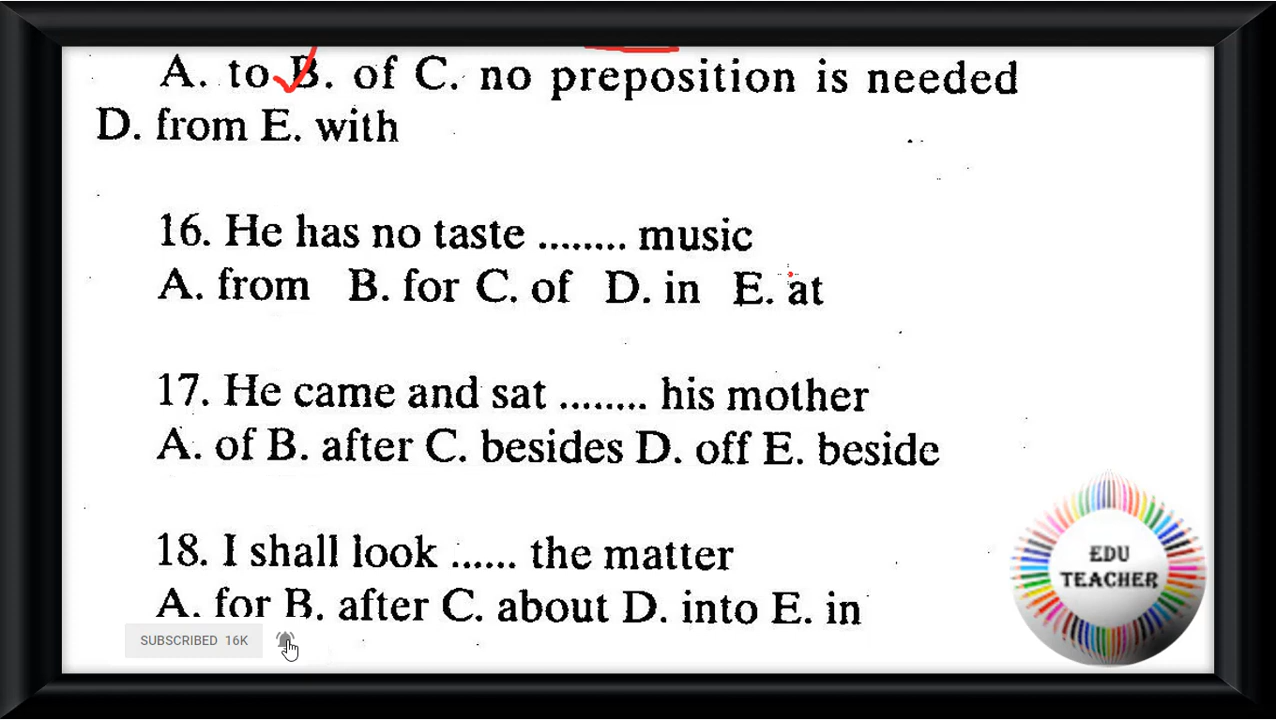 A. to B. of C. no preposition is needed
D. from E. with
16. He has no taste ........ music
A. from B. for C. of D. in E. at
17. He came and sat ........ his mother
A. of B. after C. besides D. off E. beside
18. I shall look ...... the matter
A. for B. after C. about D. into E. in
SUBSCRIBED 16K
EDU
TEACHER